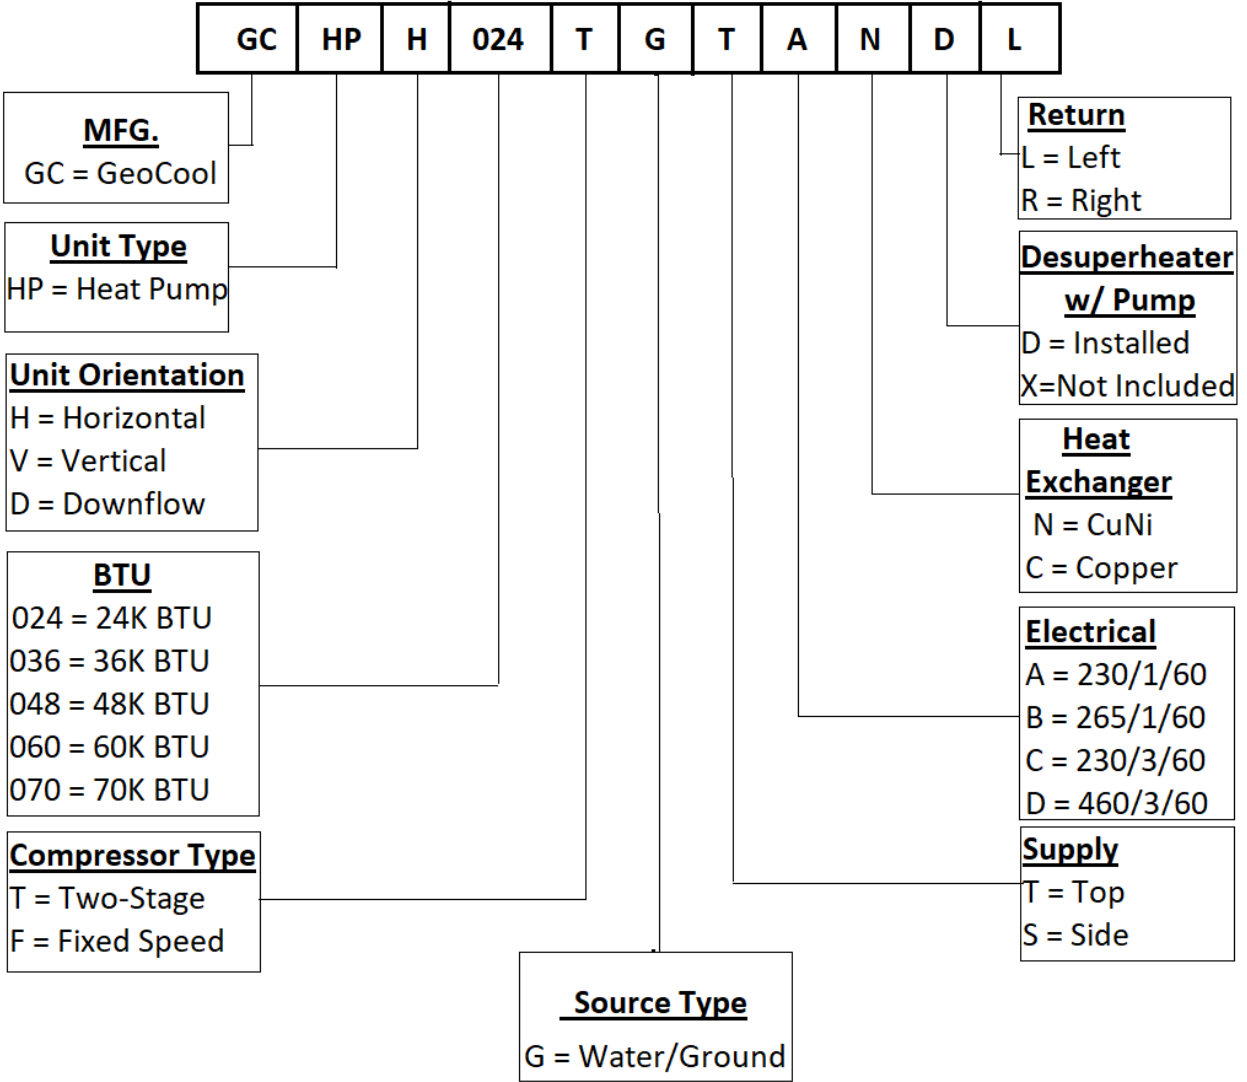 GC HP H 024 T G T A N D L
MFG.
GC = GeoCool
Unit Type
HP = Heat Pump
Unit Orientation
H = Horizontal
V = Vertical
D = Downflow
BTU
024 = 24K BTU
036 = 36K BTU
048 = 48K BTU
060 = 60K BTU
070 = 70K BTU
Compressor Type
T = Two-Stage
F = Fixed Speed
Source Type
G = Water/Ground
Return
L = Left
R = Right
Desuperheater
w/ Pump
D = Installed
X=Not Included
Heat
Exchanger
N = CuNi
C = Copper
Electrical
A = 230/1/60
B = 265/1/60
C = 230/3/60
D = 460/3/60
Supply
T = Top
S = Side